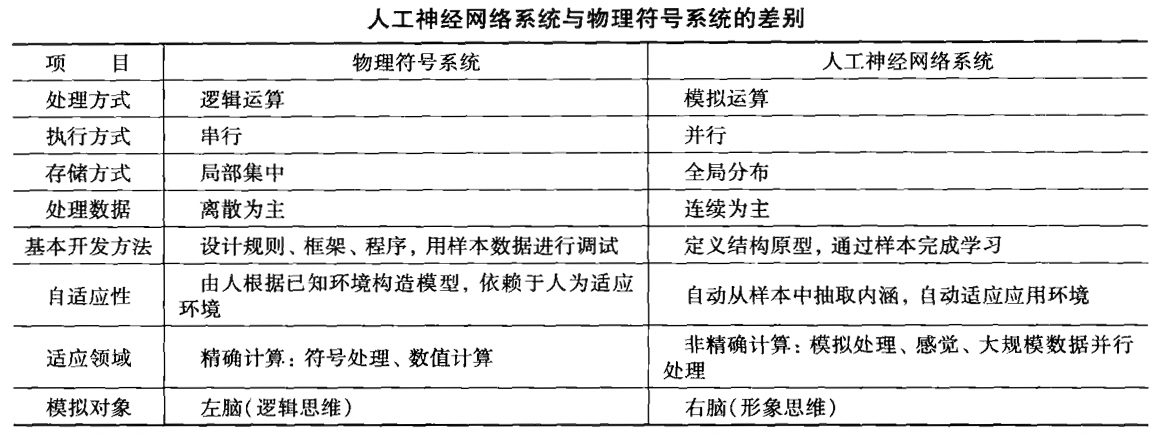 人工神经网络系统与物理符号系统的差别
项 目 物理符号系统 人工神经网络系统
处理方式 逻辑运算 模拟运算
执行方式 串行 并行
存储方式 局部集中 全局分布
处理数据 离散为主 连续为主
基本开发方法 设计规则、框架、程序，用样本数据进行调试 定义结构原型，通过样本完成学习
自适应性 由人根据已知环境构造模型，依赖于人为适应
环境 自动从样本中抽取内涵，自动适应应用环境
适应领域 精确计算：符号处理、数值计算 非精确计算：模拟处理、感觉、大规模数据并行
处理
模拟对象 左脑(逻辑思维) 右脑(形象思维)